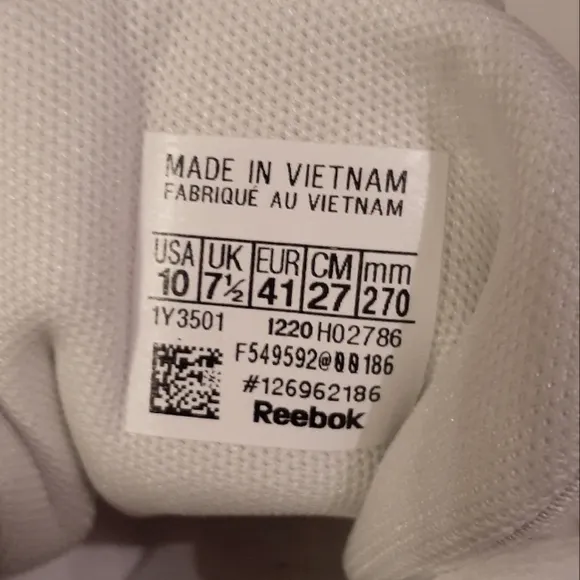 MADE IN VIETNAM
FABRIQUÉ AU VIETNAM
USA UK EUR CM mm
10 7½ 41 27 270
1Y3501 1220 H02786
F549592@00186
#126962186
Reebok